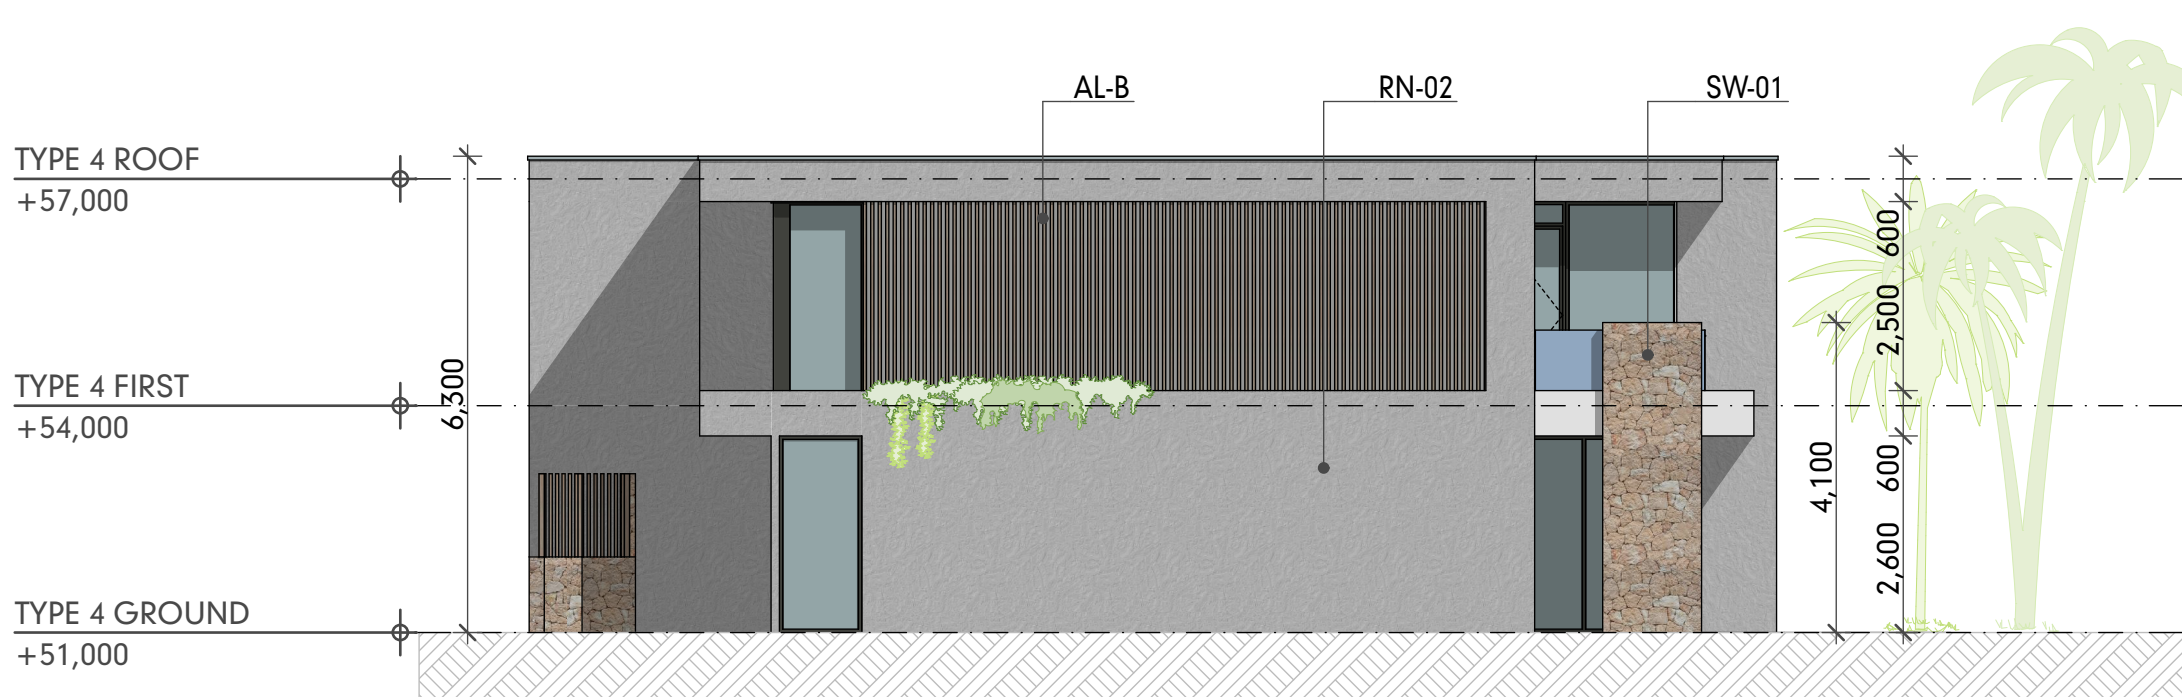 AL-B
RN-02
SW-01
TYPE 4 ROOF
+57,000
600
2,500
TYPE 4 FIRST
+54,000
6,300
4,100
600
2,600
TYPE 4 GROUND
+51,000